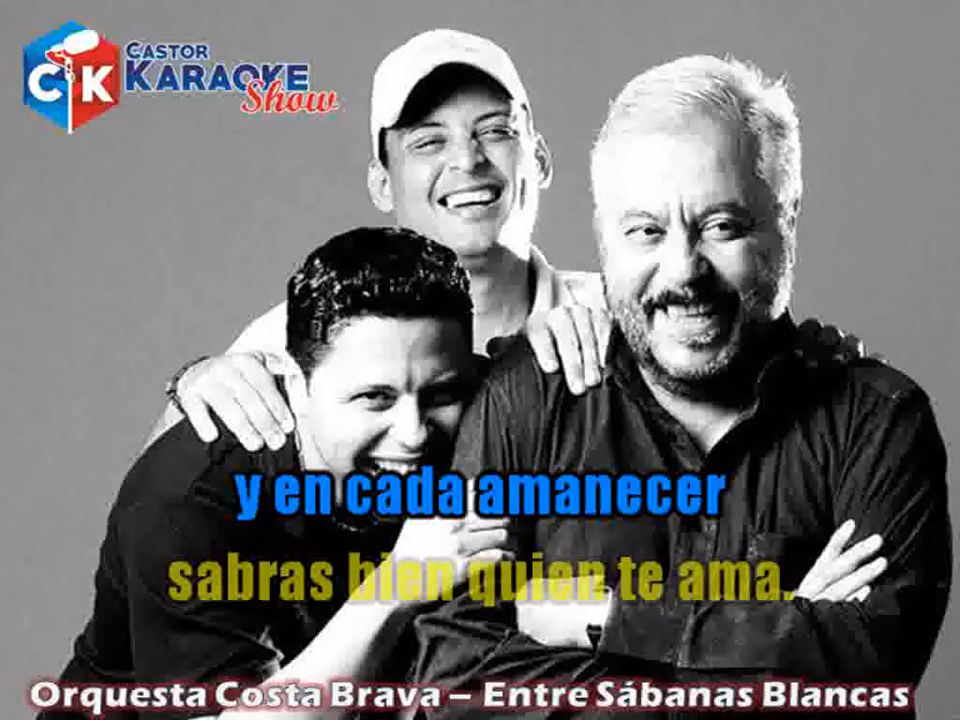 CK
CASTOR
KARAOKE
Show
y en cada amanecer
sabras bien quien te ama.
Orquesta Costa Brava – Entre Sábanas Blancas